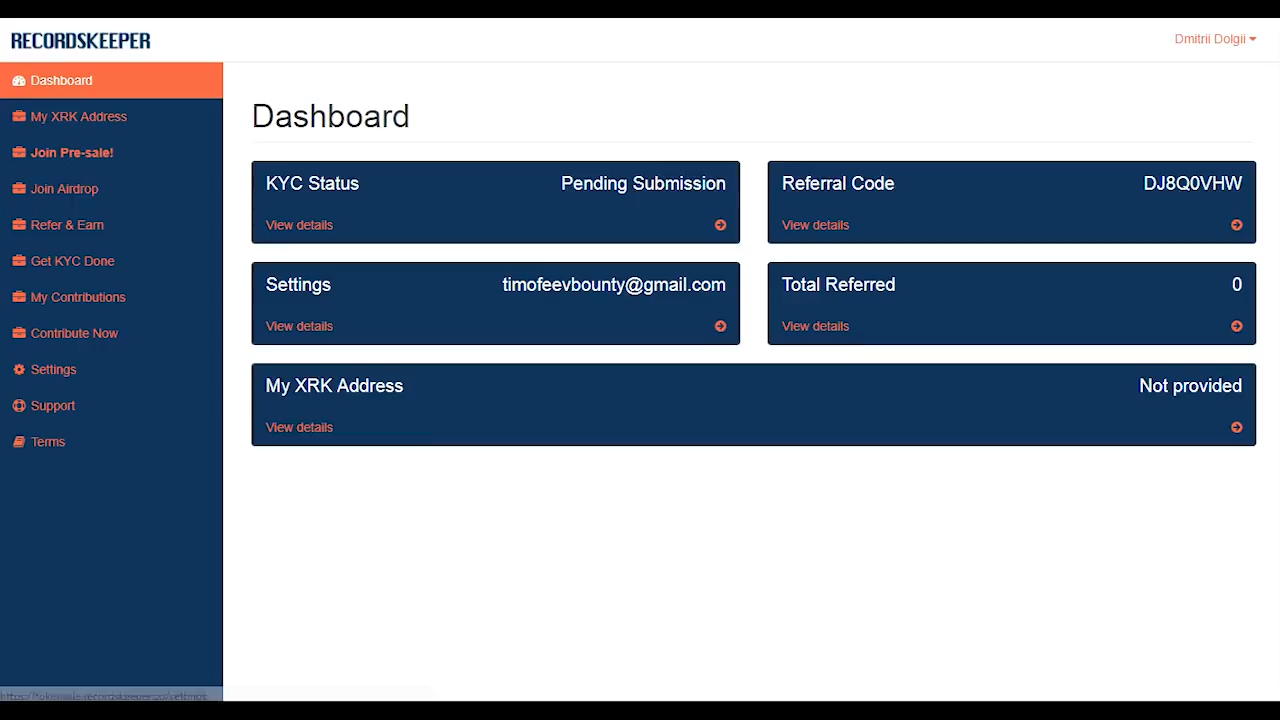 RECORDSKEEPER
Dmitrii Dolgii
Dashboard
My XRK Address
Join Pre-sale!
Join Airdrop
Refer & Earn
Get KYC Done
My Contributions
Contribute Now
Settings
Support
Terms
Dashboard
KYC Status Pending Submission
View details
Referral Code DJ8Q0VHW
View details
Settings timofeevbounty@gmail.com
View details
Total Referred 0
View details
My XRK Address Not provided
View details